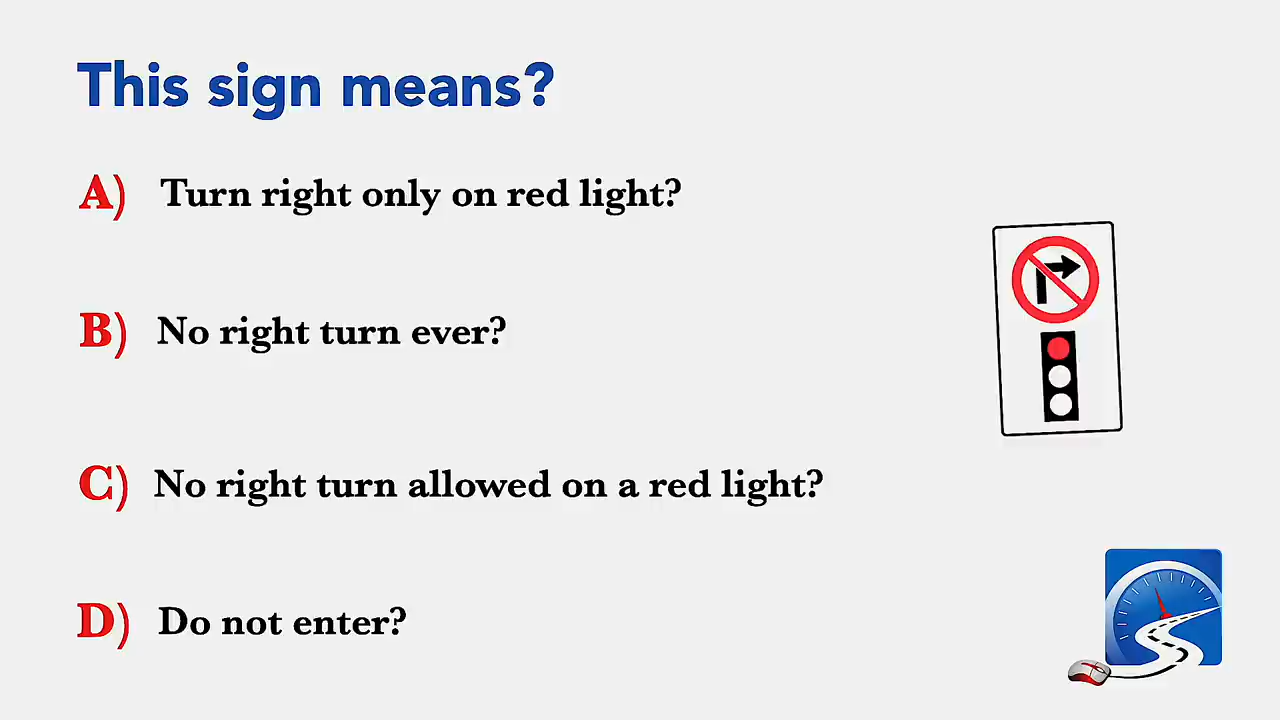 This sign means?
A) Turn right only on red light?
B) No right turn ever?
C) No right turn allowed on a red light?
D) Do not enter?